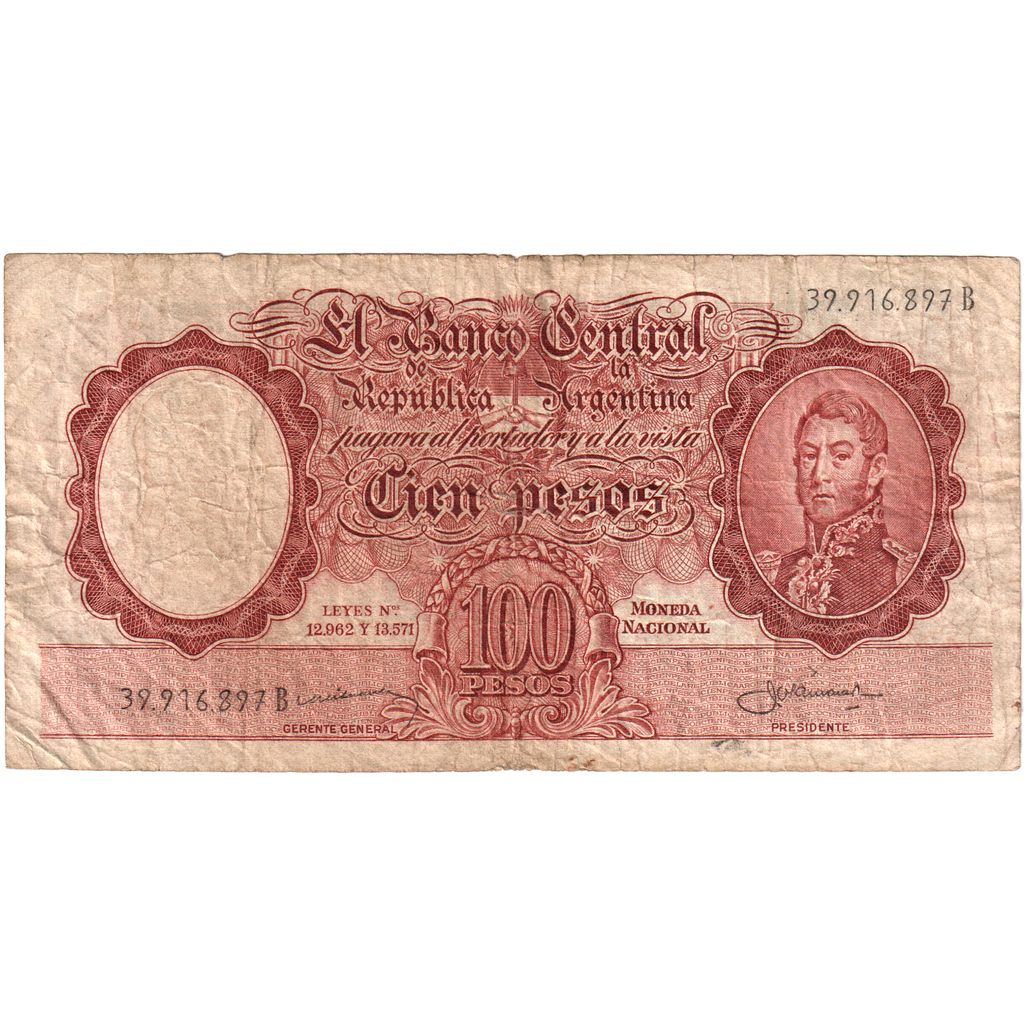 39.916.897 B
El Banco Central
de la
República Argentina
pagará al portador y a la vista
Cien pesos
LEYES Nos.
12.962 Y 13.571
100
PESOS
MONEDA
NACIONAL
39.916.897 B
GERENTE GENERAL
PRESIDENTE